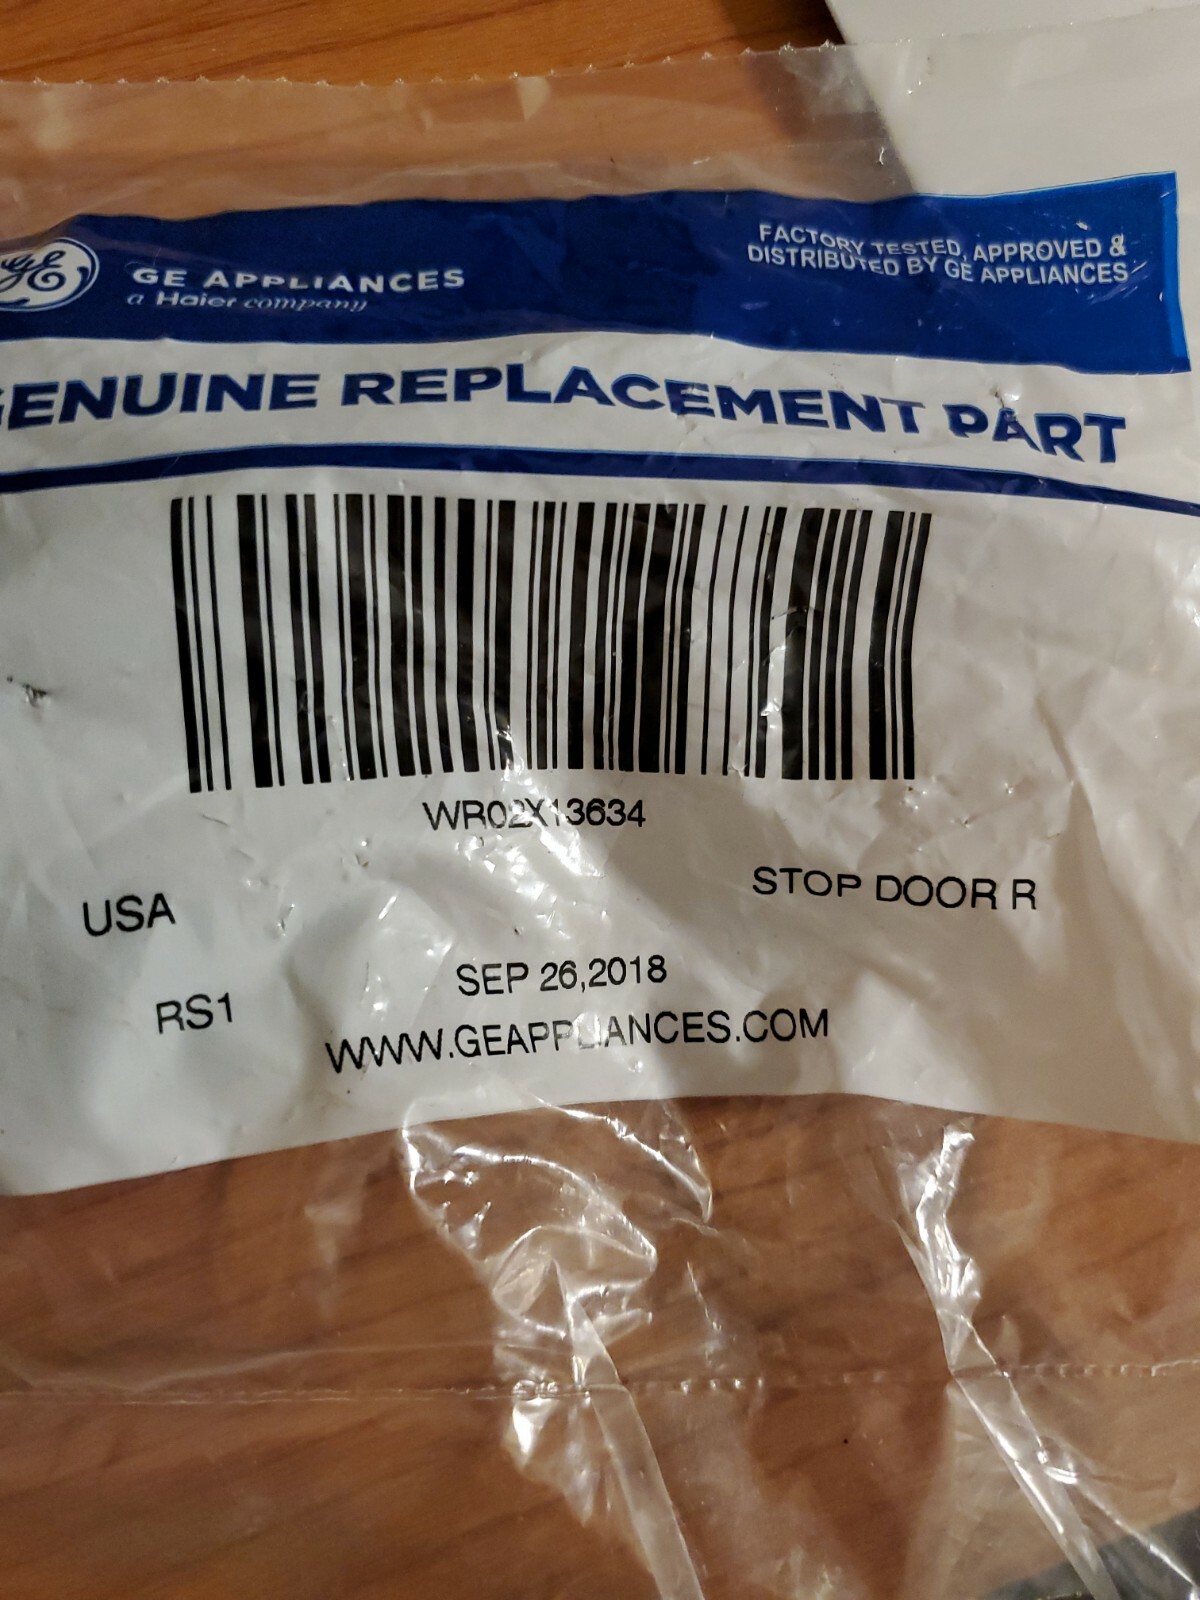 GE
GE APPLIANCES
a Haier company
FACTORY TESTED, APPROVED &
DISTRIBUTED BY GE APPLIANCES
GENUINE REPLACEMENT PART
WR02X13634
USA
STOP DOOR R
SEP 26,2018
RS1
WWW.GEAPPLIANCES.COM